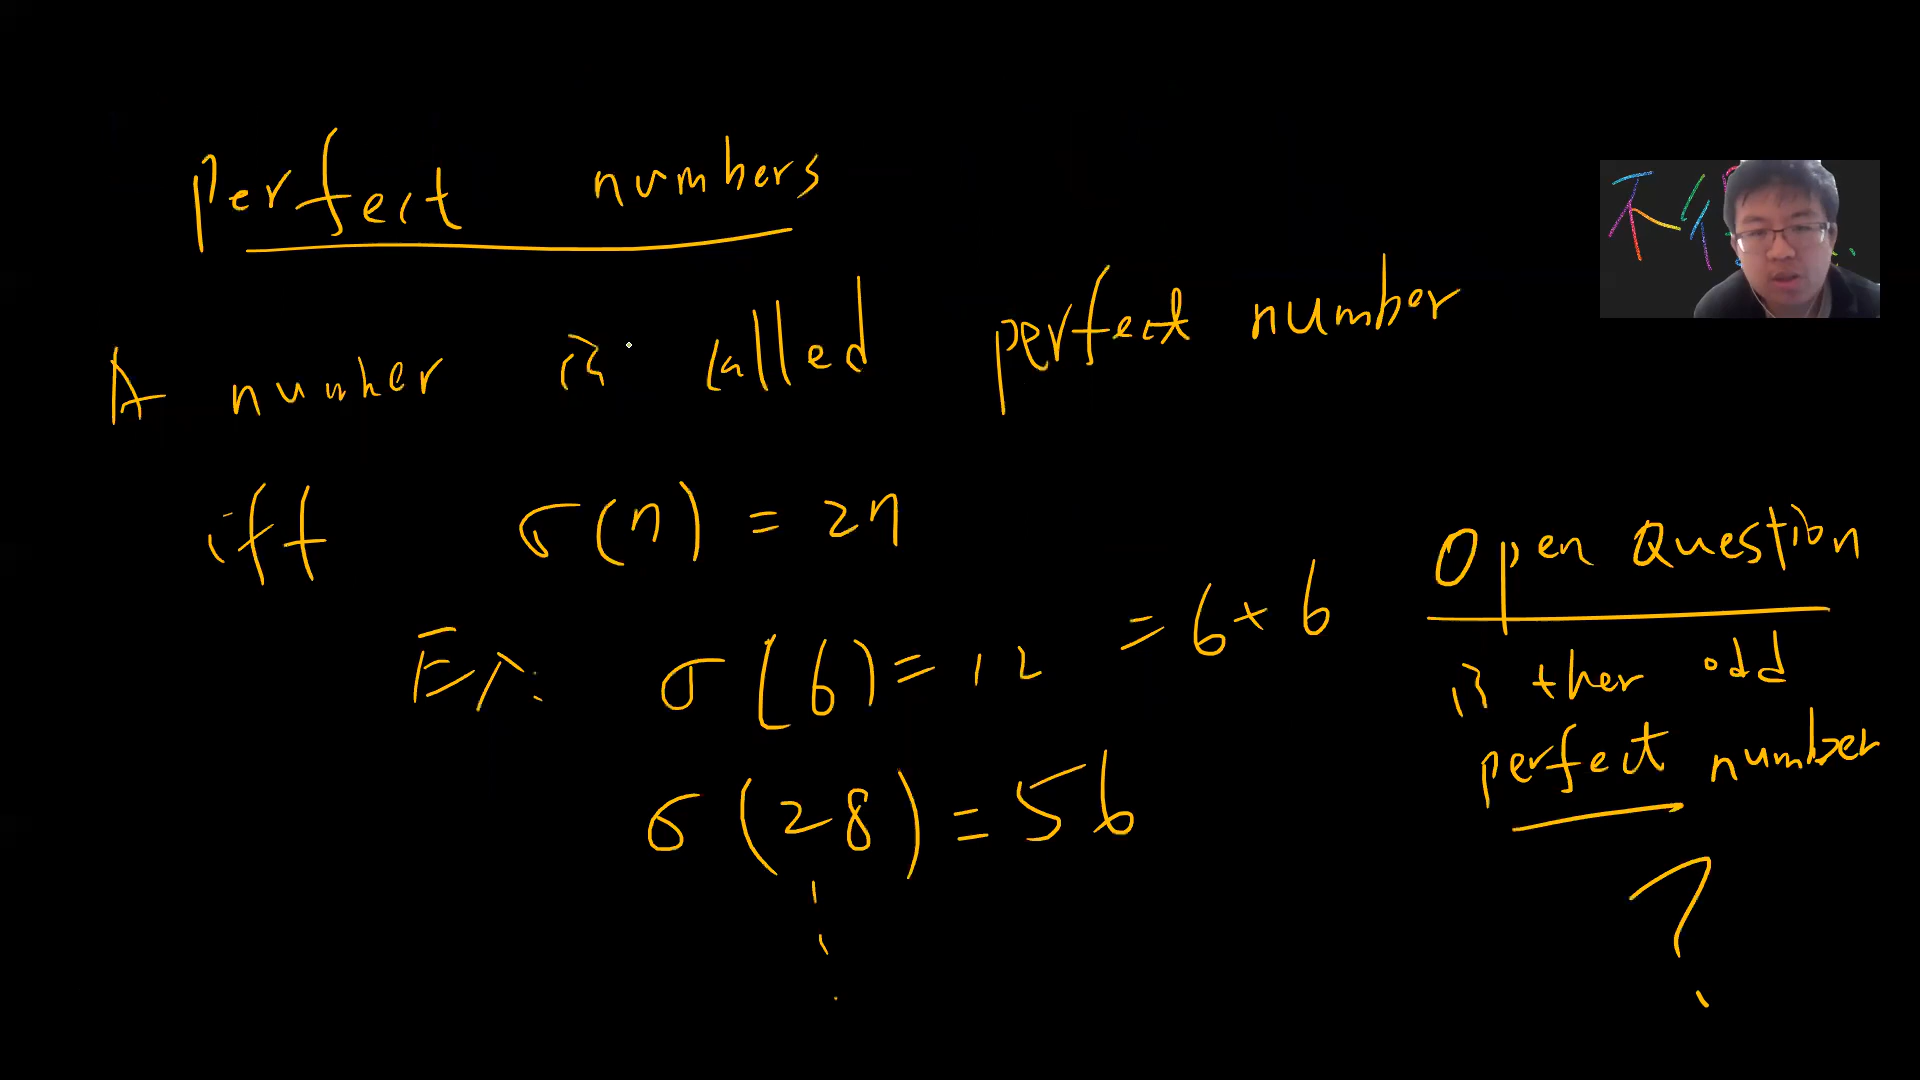 Perfect numbers
A number is called perfect number
iff σ(n) = 2n
Ex: σ(6) = 12 = 6 + 6
σ(28) = 56
Open Question
is ther odd
perfect number
?
不